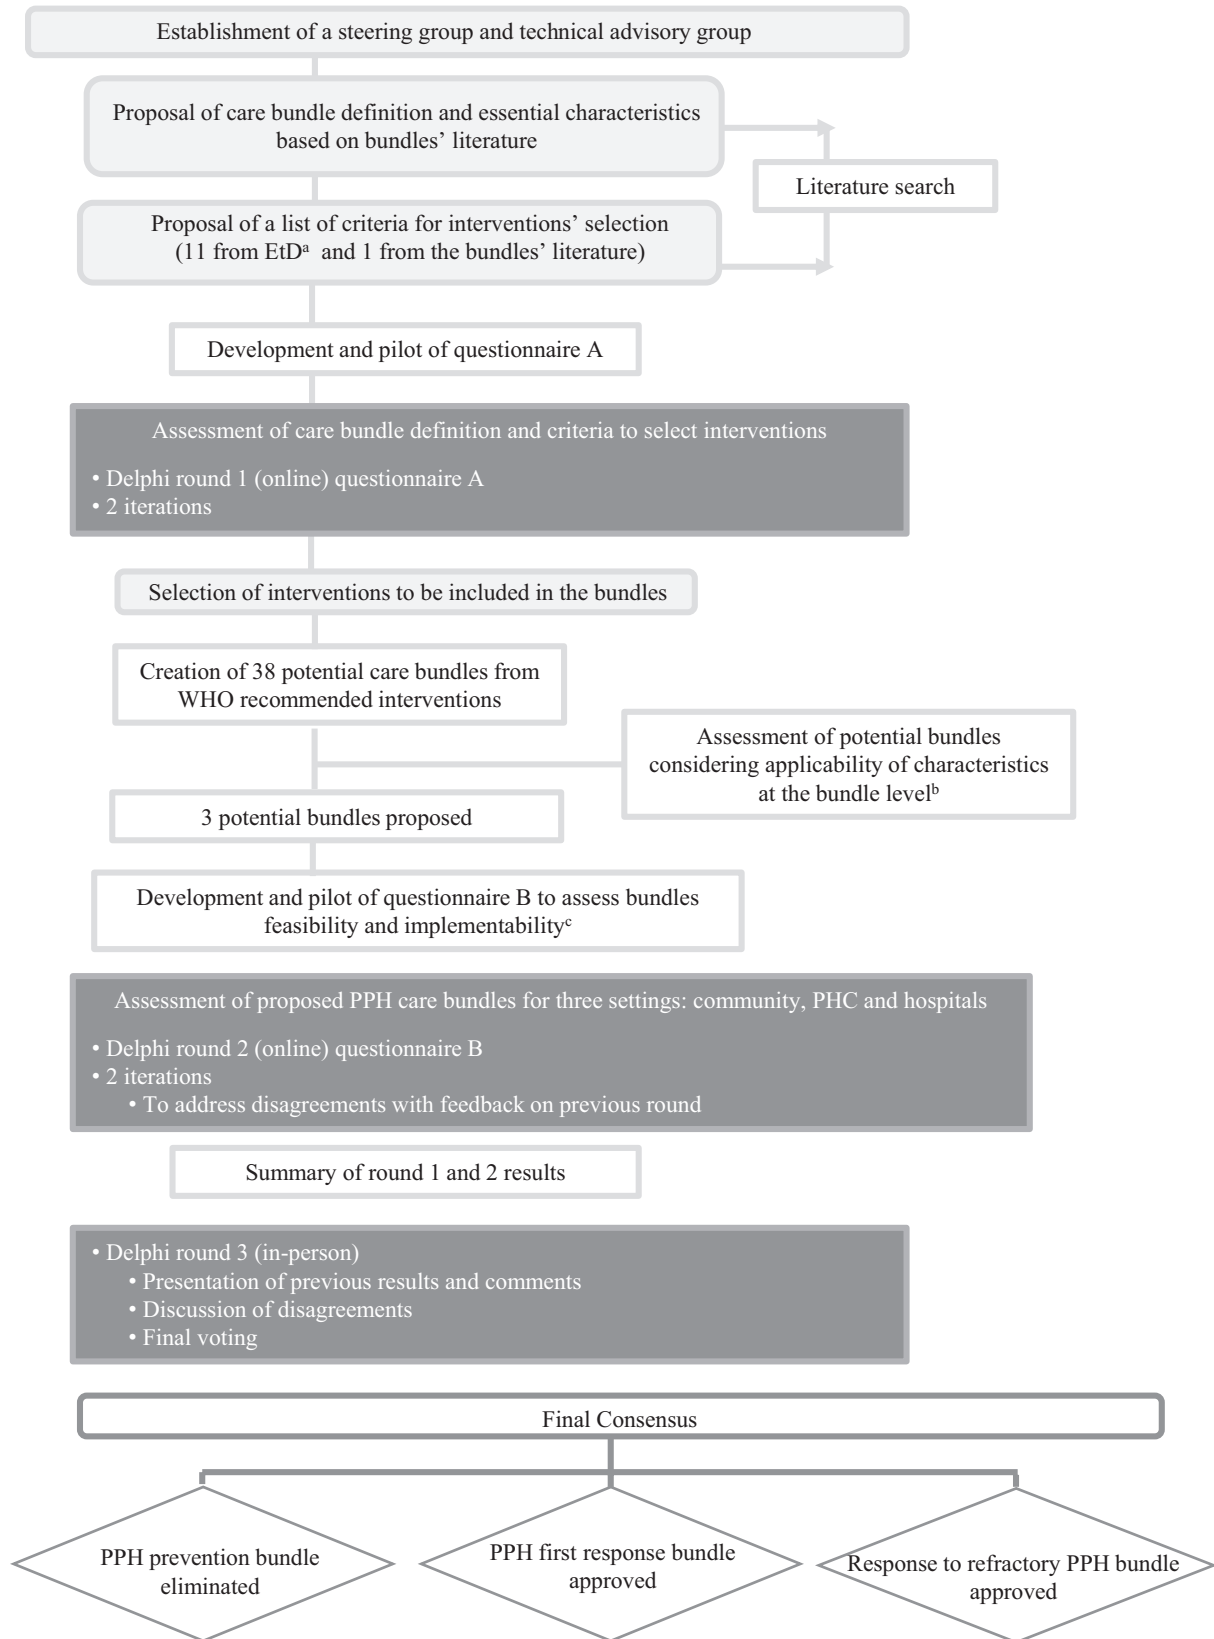 Establishment of a steering group and technical advisory group
Proposal of care bundle definition and essential characteristics
based on bundles’ literature
Literature search
Proposal of a list of criteria for interventions’ selection
(11 from EtDᵃ and 1 from the bundles’ literature)
Development and pilot of questionnaire A
Assessment of care bundle definition and criteria to select interventions
• Delphi round 1 (online) questionnaire A
• 2 iterations
Selection of interventions to be included in the bundles
Creation of 38 potential care bundles from
WHO recommended interventions
Assessment of potential bundles
considering applicability of characteristics
at the bundle levelᵇ
3 potential bundles proposed
Development and pilot of questionnaire B to assess bundles
feasibility and implementabilityᶜ
Assessment of proposed PPH care bundles for three settings: community, PHC and hospitals
• Delphi round 2 (online) questionnaire B
• 2 iterations
• To address disagreements with feedback on previous round
Summary of round 1 and 2 results
• Delphi round 3 (in-person)
• Presentation of previous results and comments
• Discussion of disagreements
• Final voting
Final Consensus
PPH prevention bundle
eliminated
PPH first response bundle
approved
Response to refractory PPH bundle
approved